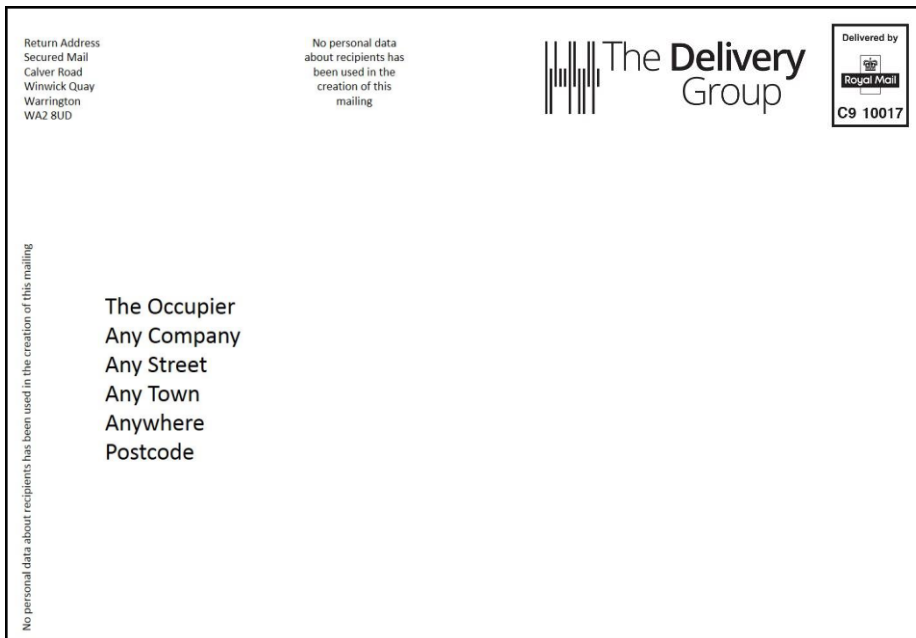 Return Address
Secured Mail
Calver Road
Winwick Quay
Warrington
WA2 8UD
No personal data
about recipients has
been used in the
creation of this
mailing
The Delivery
Group
Delivered by
Royal Mail
C9 10017
No personal data about recipients has been used in the creation of this mailing
The Occupier
Any Company
Any Street
Any Town
Anywhere
Postcode